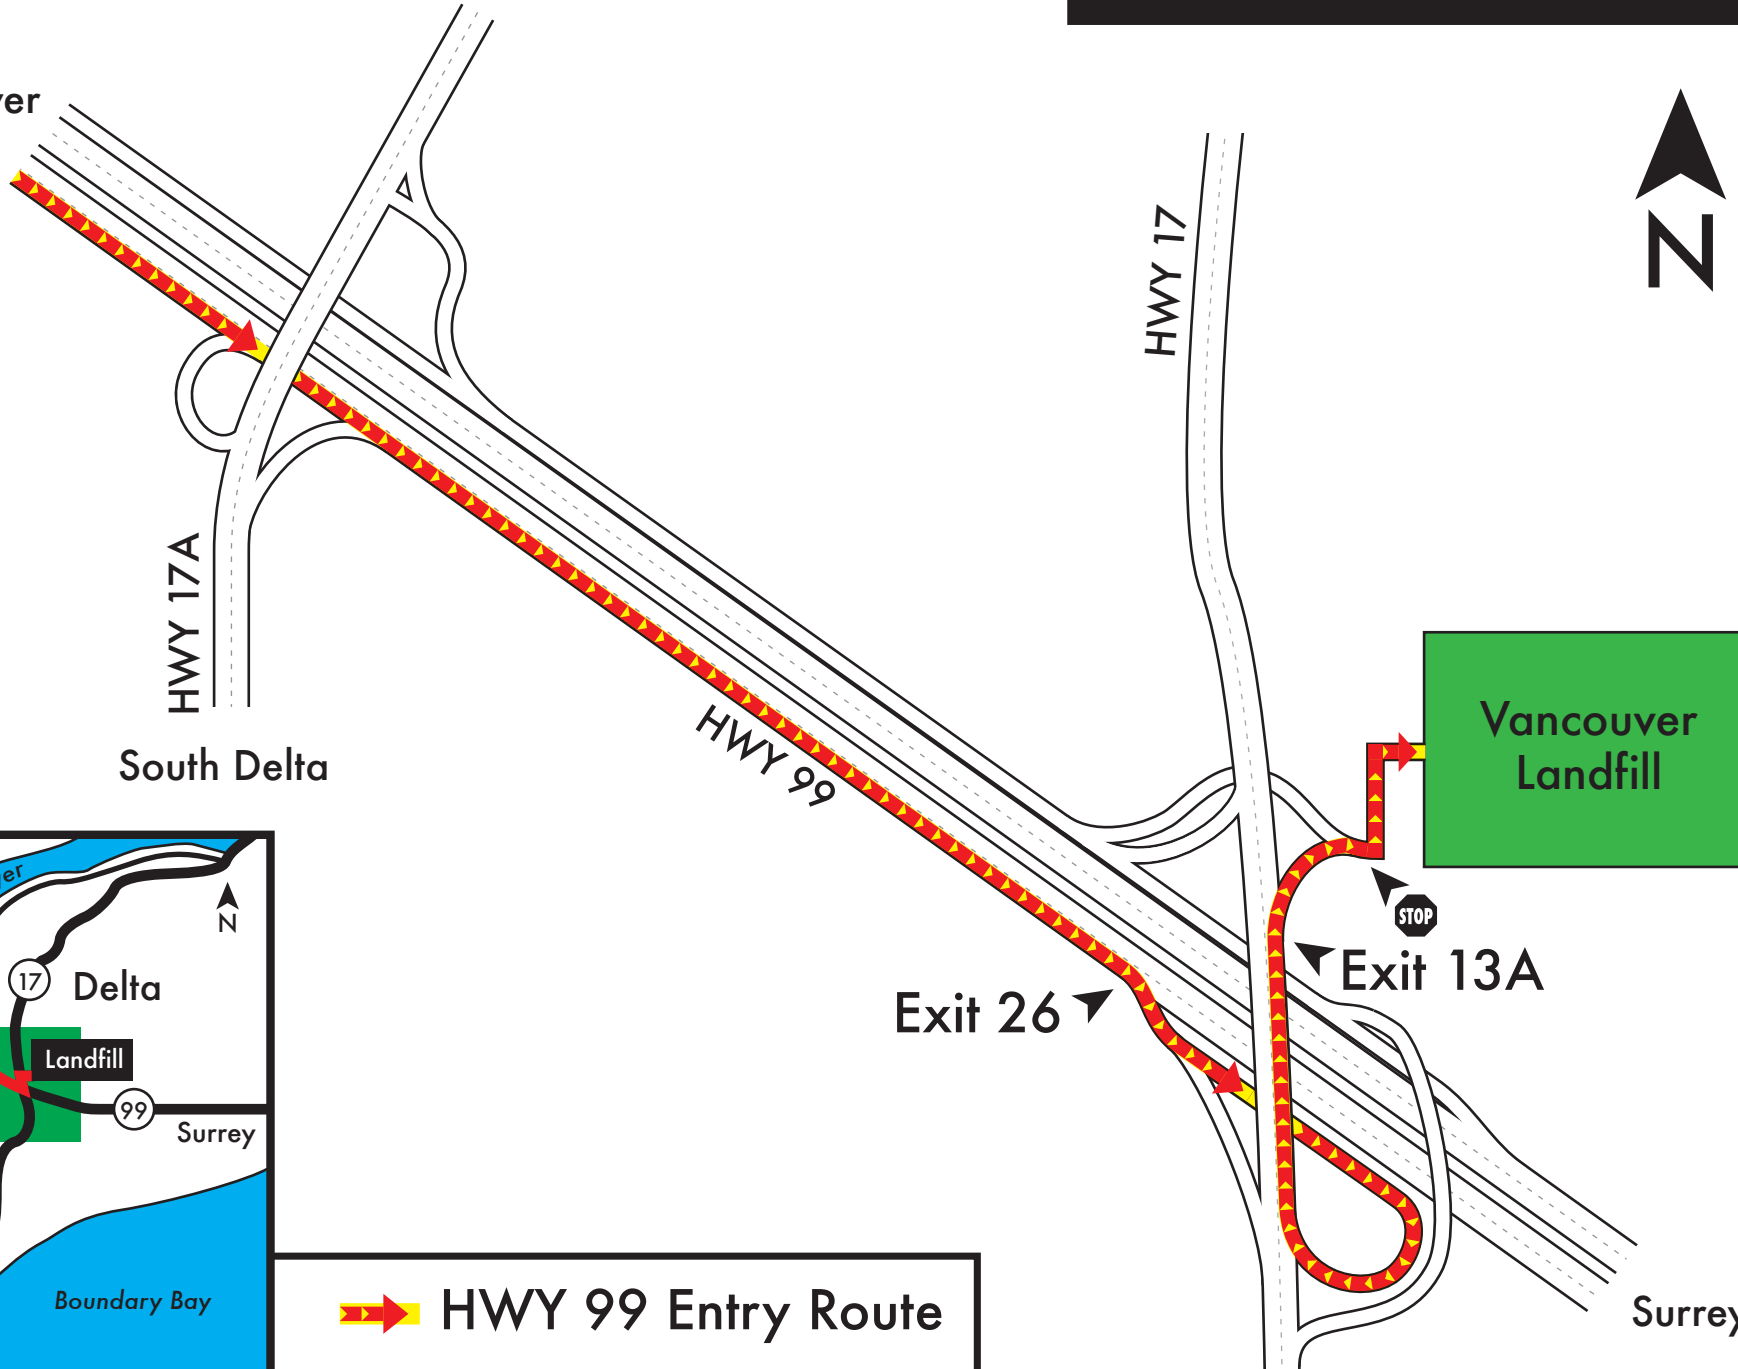 N
HWY 17
HWY 17A
South Delta
HWY 99
Vancouver
Landfill
STOP
Exit 13A
Exit 26
N
17
Delta
Landfill
99
Surrey
Boundary Bay
HWY 99 Entry Route
Surrey